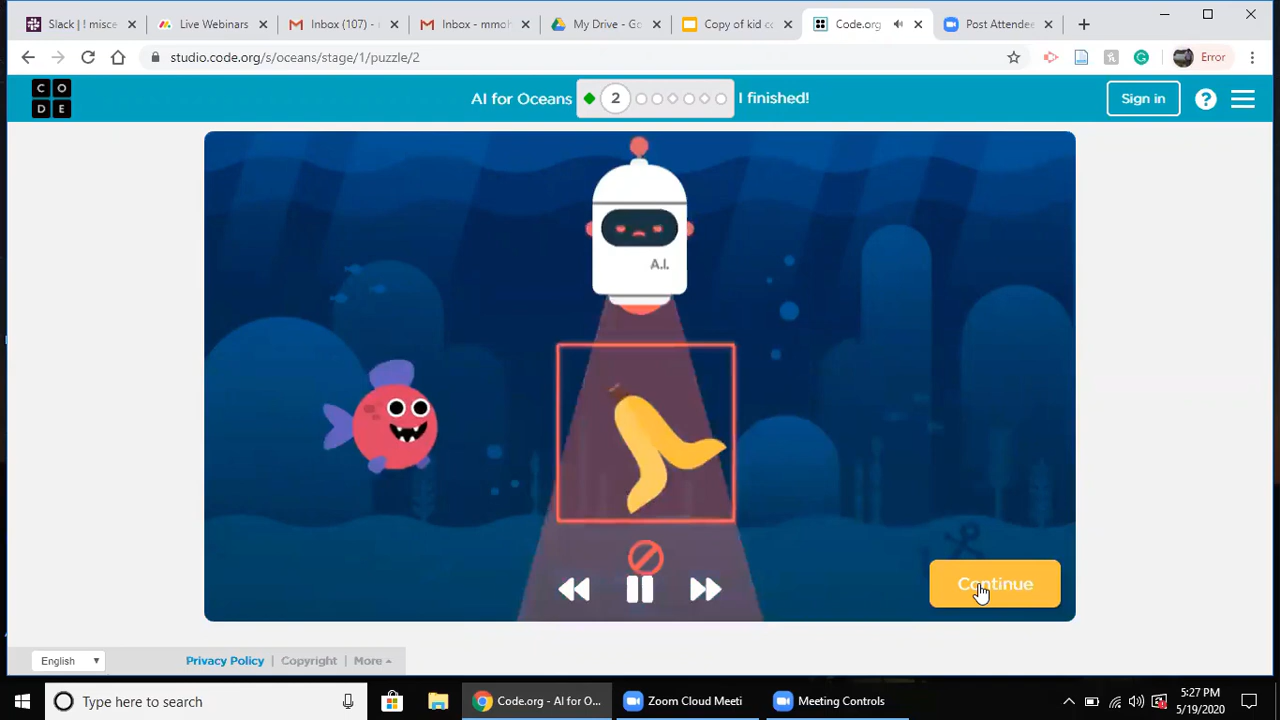 Slack | ! misce
Live Webinars
Inbox (107) -
Inbox - mmoh
My Drive - Go
Copy of kid cc
Code.org
Post Attendee
studio.code.org/s/oceans/stage/1/puzzle/2
Error
CODE
AI for Oceans
2
I finished!
Sign in
?
A.I.
Continue
English
Privacy Policy | Copyright | More
Type here to search
Code.org - AI for O...
Zoom Cloud Meeti
Meeting Controls
5:27 PM
5/19/2020